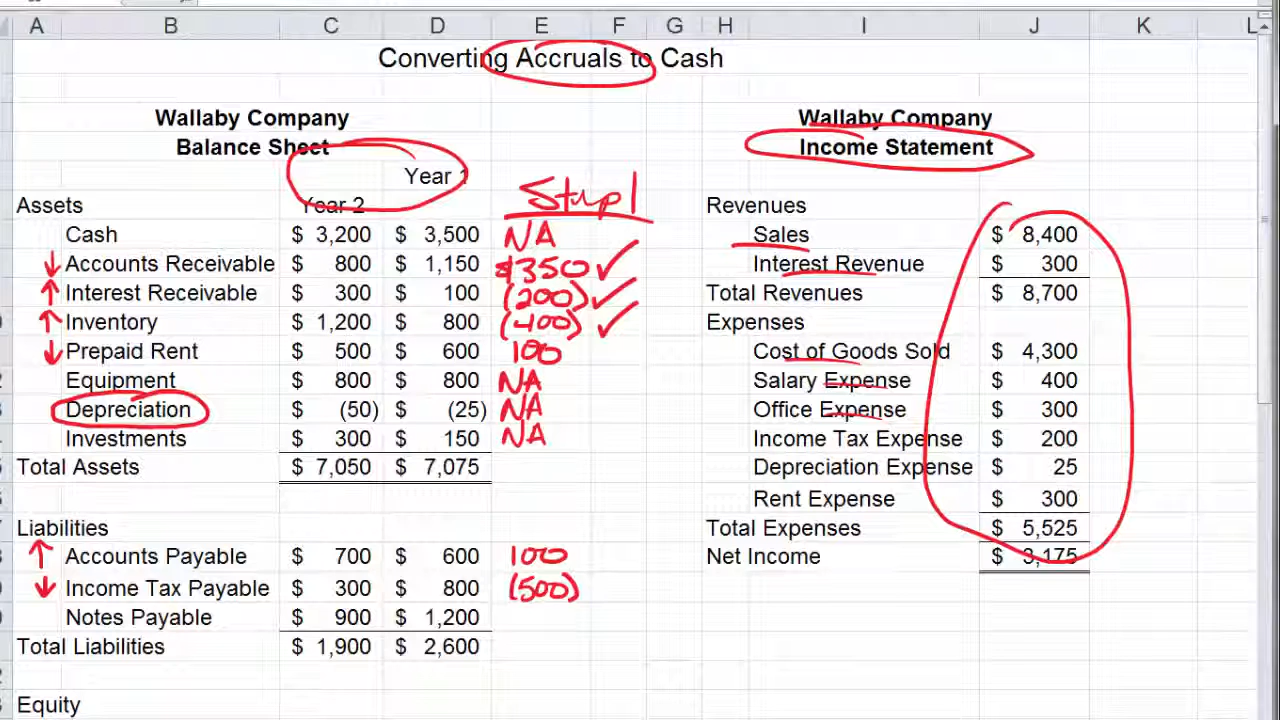 A B C D E F G H I J K L
Converting Accruals to Cash
Wallaby Company
Balance Sheet
Year 1
Assets Year 2 Step 1
Cash $ 3,200 $ 3,500 NA
Accounts Receivable $ 800 $ 1,150 $350
Interest Receivable $ 300 $ 100 (200)
Inventory $ 1,200 $ 800 (400)
Prepaid Rent $ 500 $ 600 100
Equipment $ 800 $ 800 NA
Depreciation $ (50) $ (25) NA
Investments $ 300 $ 150 NA
Total Assets $ 7,050 $ 7,075
Liabilities
Accounts Payable $ 700 $ 600 100
Income Tax Payable $ 300 $ 800 (500)
Notes Payable $ 900 $ 1,200
Total Liabilities $ 1,900 $ 2,600
Equity
Wallaby Company
Income Statement
Revenues
Sales $ 8,400
Interest Revenue $ 300
Total Revenues $ 8,700
Expenses
Cost of Goods Sold $ 4,300
Salary Expense $ 400
Office Expense $ 300
Income Tax Expense $ 200
Depreciation Expense $ 25
Rent Expense $ 300
Total Expenses $ 5,525
Net Income $ 3,175